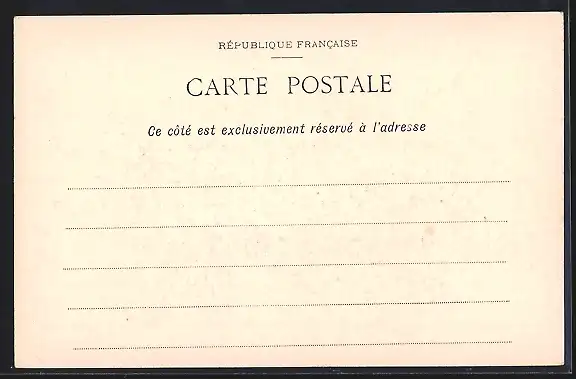 RÉPUBLIQUE FRANÇAISE
CARTE POSTALE
Ce côté est exclusivement réservé à l'adresse